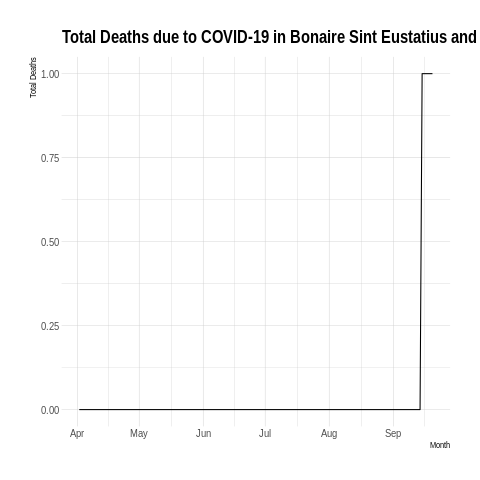 Total Deaths due to COVID-19 in Bonaire Sint Eustatius and
Total Deaths
1.00
0.75
0.50
0.25
0.00
Apr May Jun Jul Aug Sep
Month